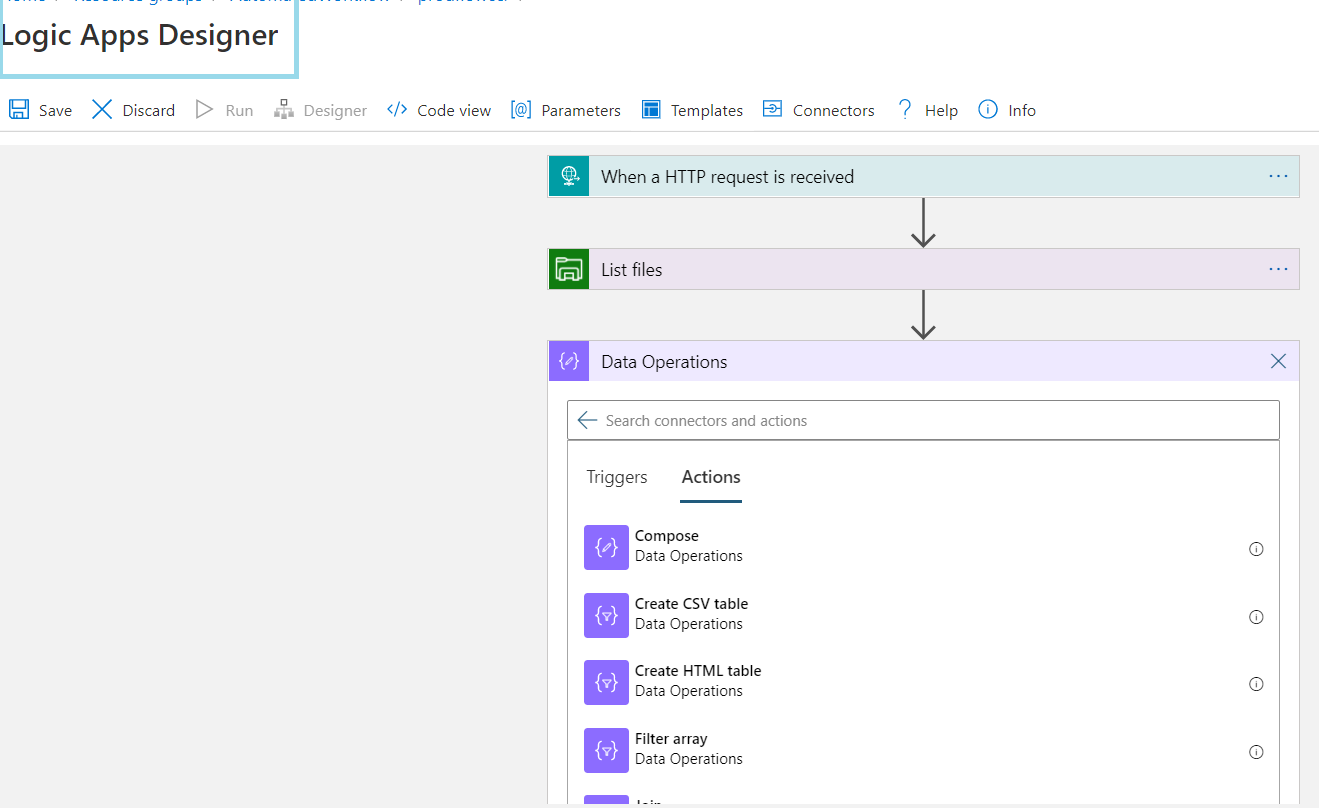 Logic Apps Designer
Save Discard Run Designer Code view Parameters Templates Connectors Help Info
When a HTTP request is received
List files
Data Operations
Search connectors and actions
Triggers Actions
Compose
Data Operations
Create CSV table
Data Operations
Create HTML table
Data Operations
Filter array
Data Operations